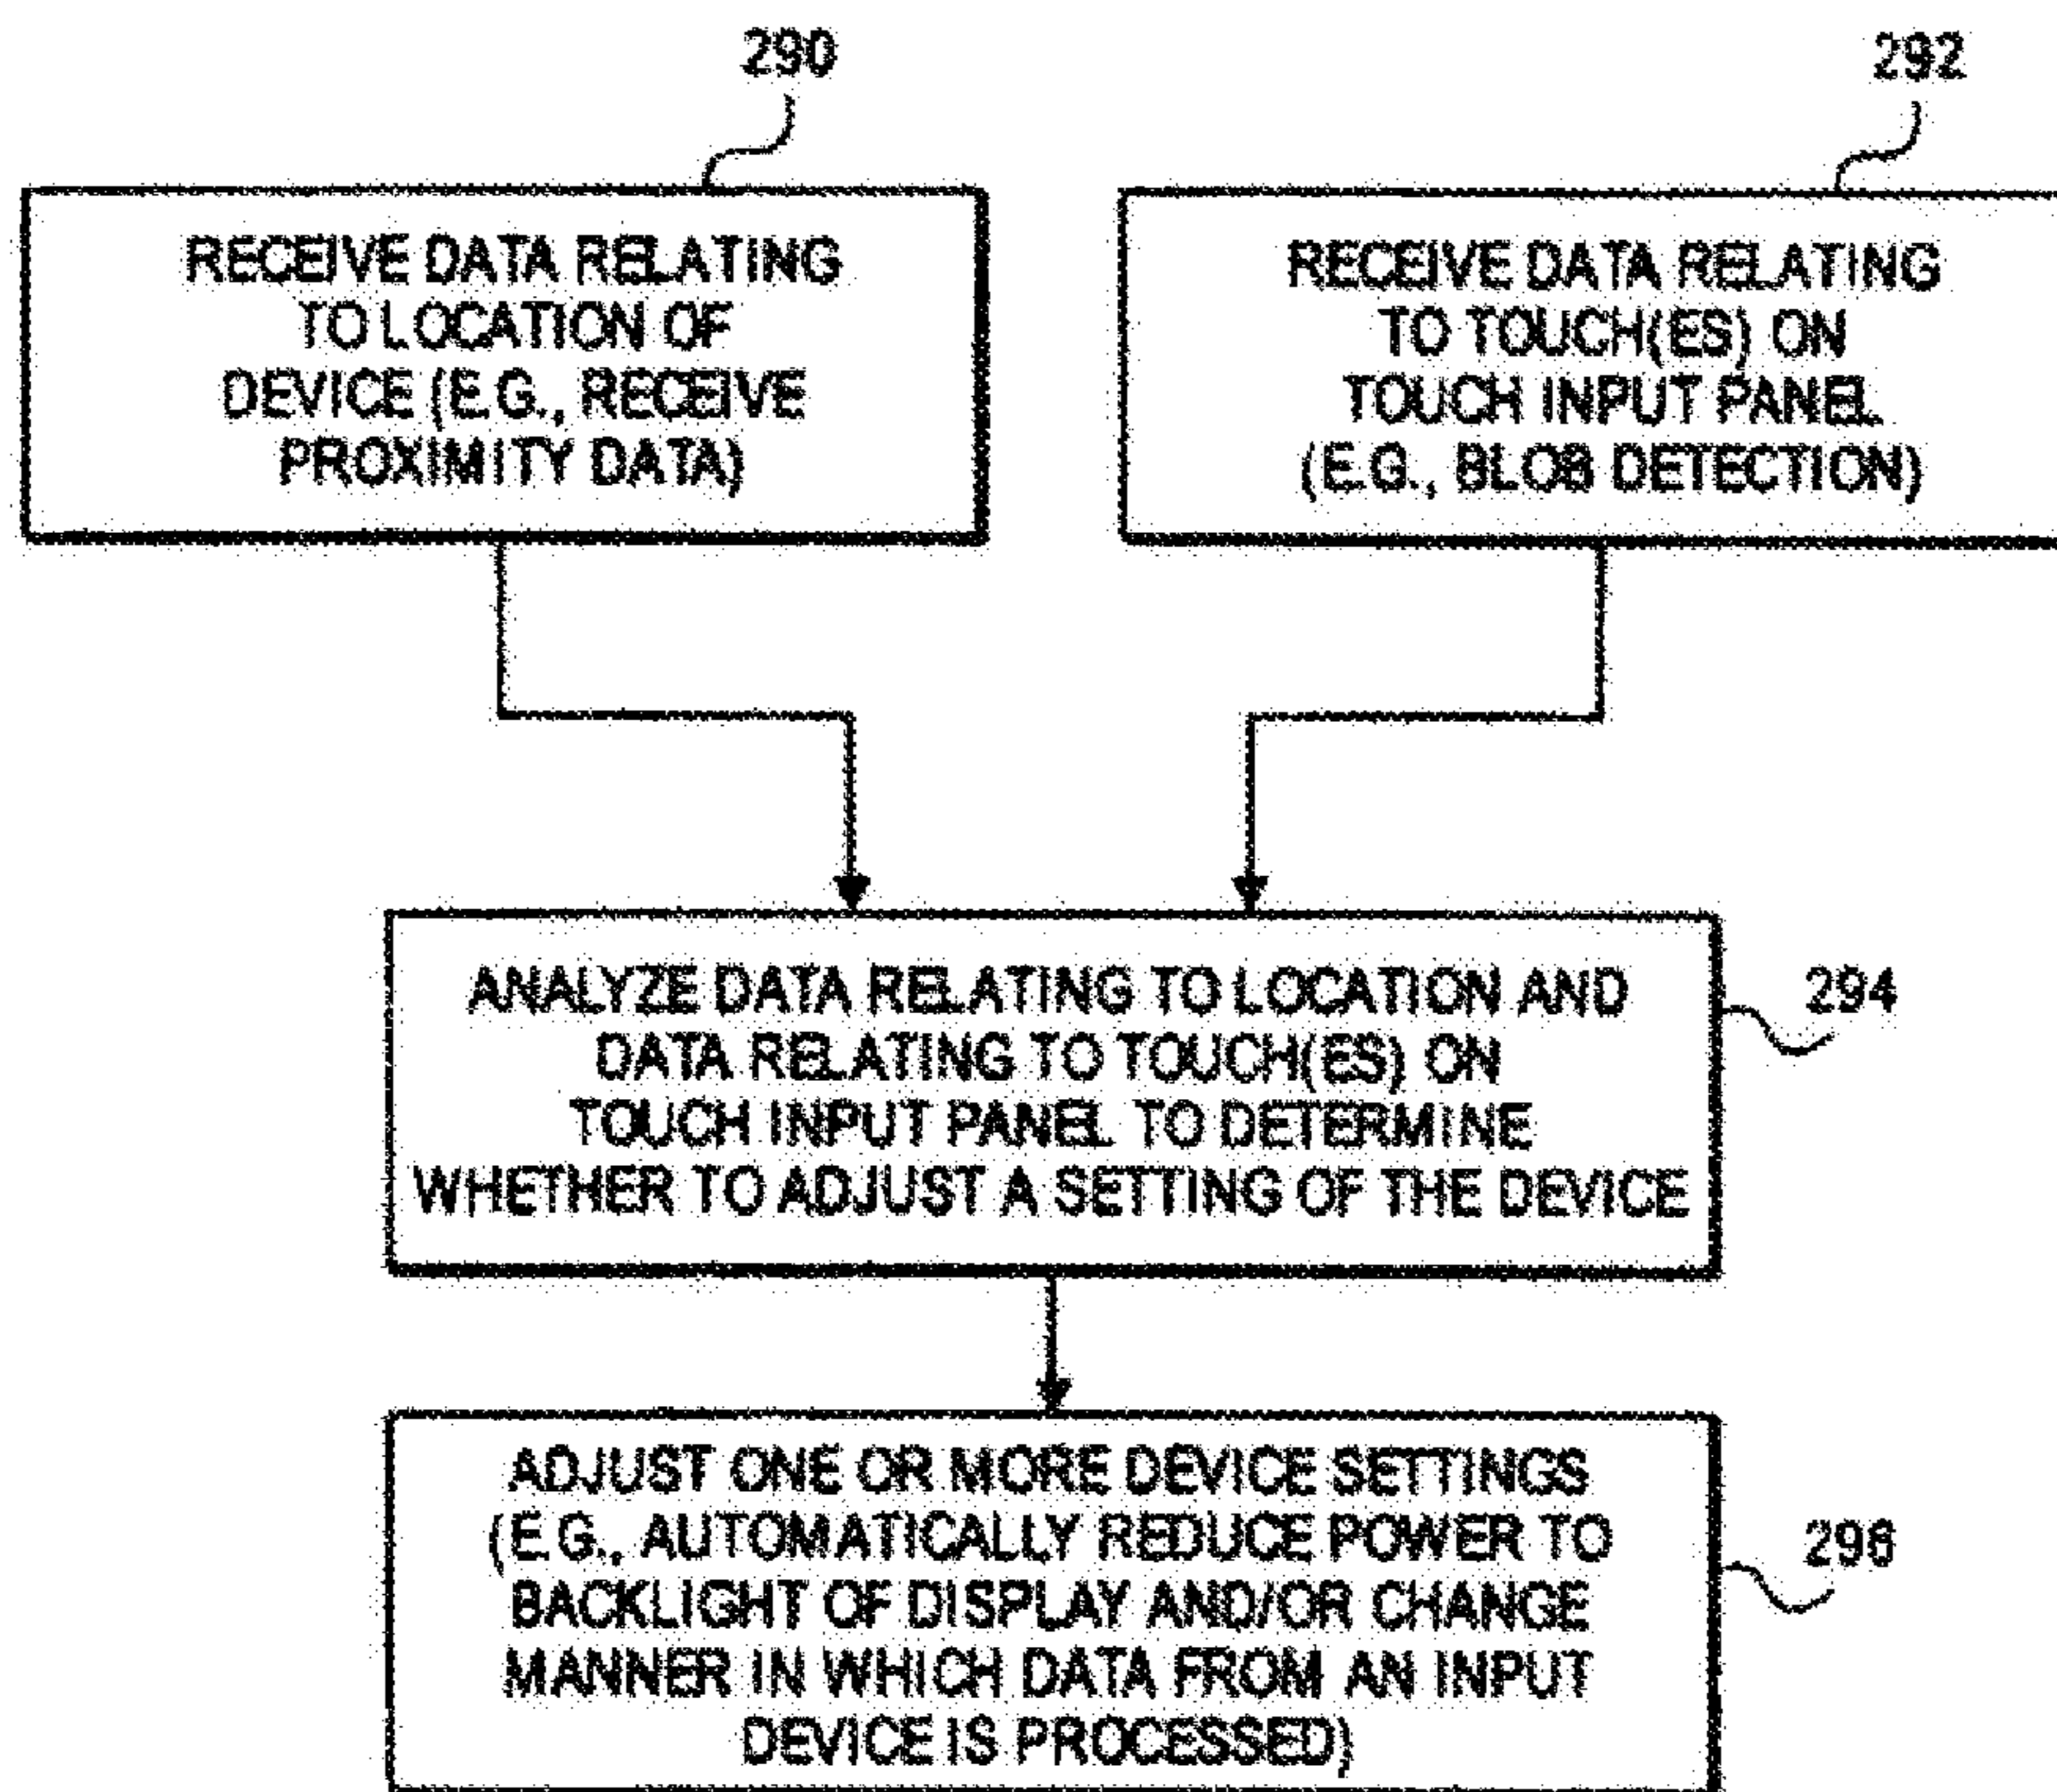 290
RECEIVE DATA RELATING
TO LOCATION OF
DEVICE (E.G., RECEIVE
PROXIMITY DATA)
292
RECEIVE DATA RELATING
TO TOUCH(ES) ON
TOUCH INPUT PANEL
(E.G., BLOB DETECTION)
ANALYZE DATA RELATING TO LOCATION AND
DATA RELATING TO TOUCH(ES) ON
TOUCH INPUT PANEL TO DETERMINE
WHETHER TO ADJUST A SETTING OF THE DEVICE
294
ADJUST ONE OR MORE DEVICE SETTINGS
(E.G., AUTOMATICALLY REDUCE POWER TO
BACKLIGHT OF DISPLAY AND/OR CHANGE
MANNER IN WHICH DATA FROM AN INPUT
DEVICE IS PROCESSED)
296